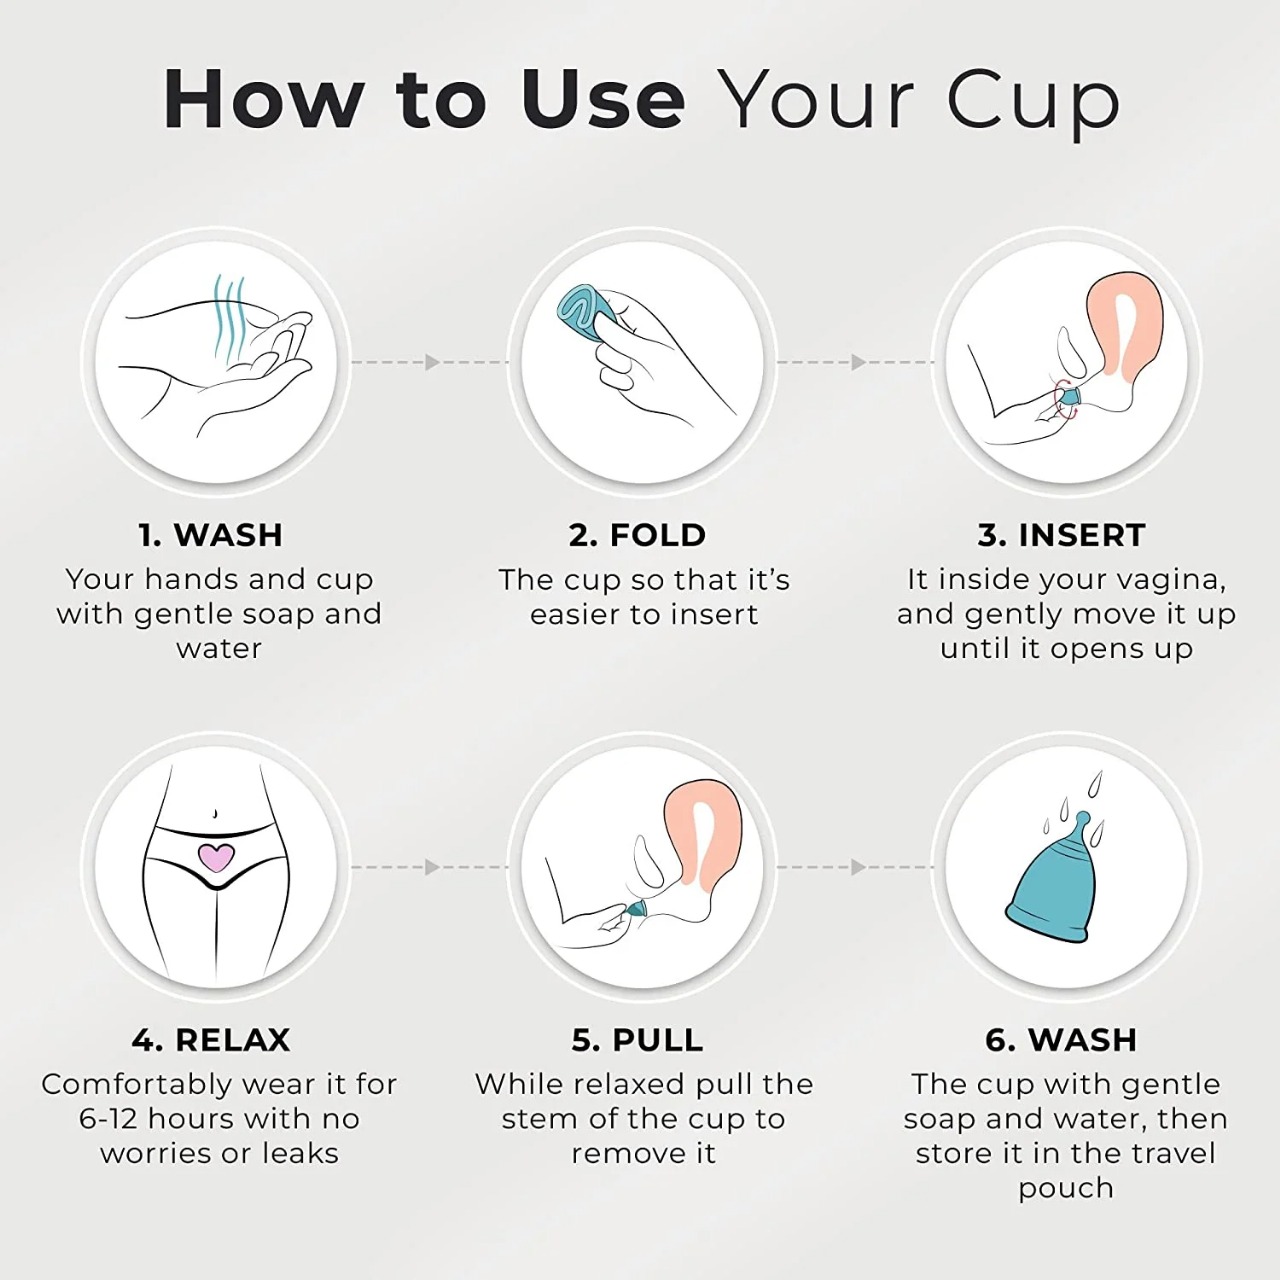 How to Use Your Cup
1. WASH
Your hands and cup
with gentle soap and
water
2. FOLD
The cup so that it's
easier to insert
3. INSERT
It inside your vagina,
and gently move it up
until it opens up
4. RELAX
Comfortably wear it for
6-12 hours with no
worries or leaks
5. PULL
While relaxed pull the
stem of the cup to
remove it
6. WASH
The cup with gentle
soap and water, then
store it in the travel
pouch